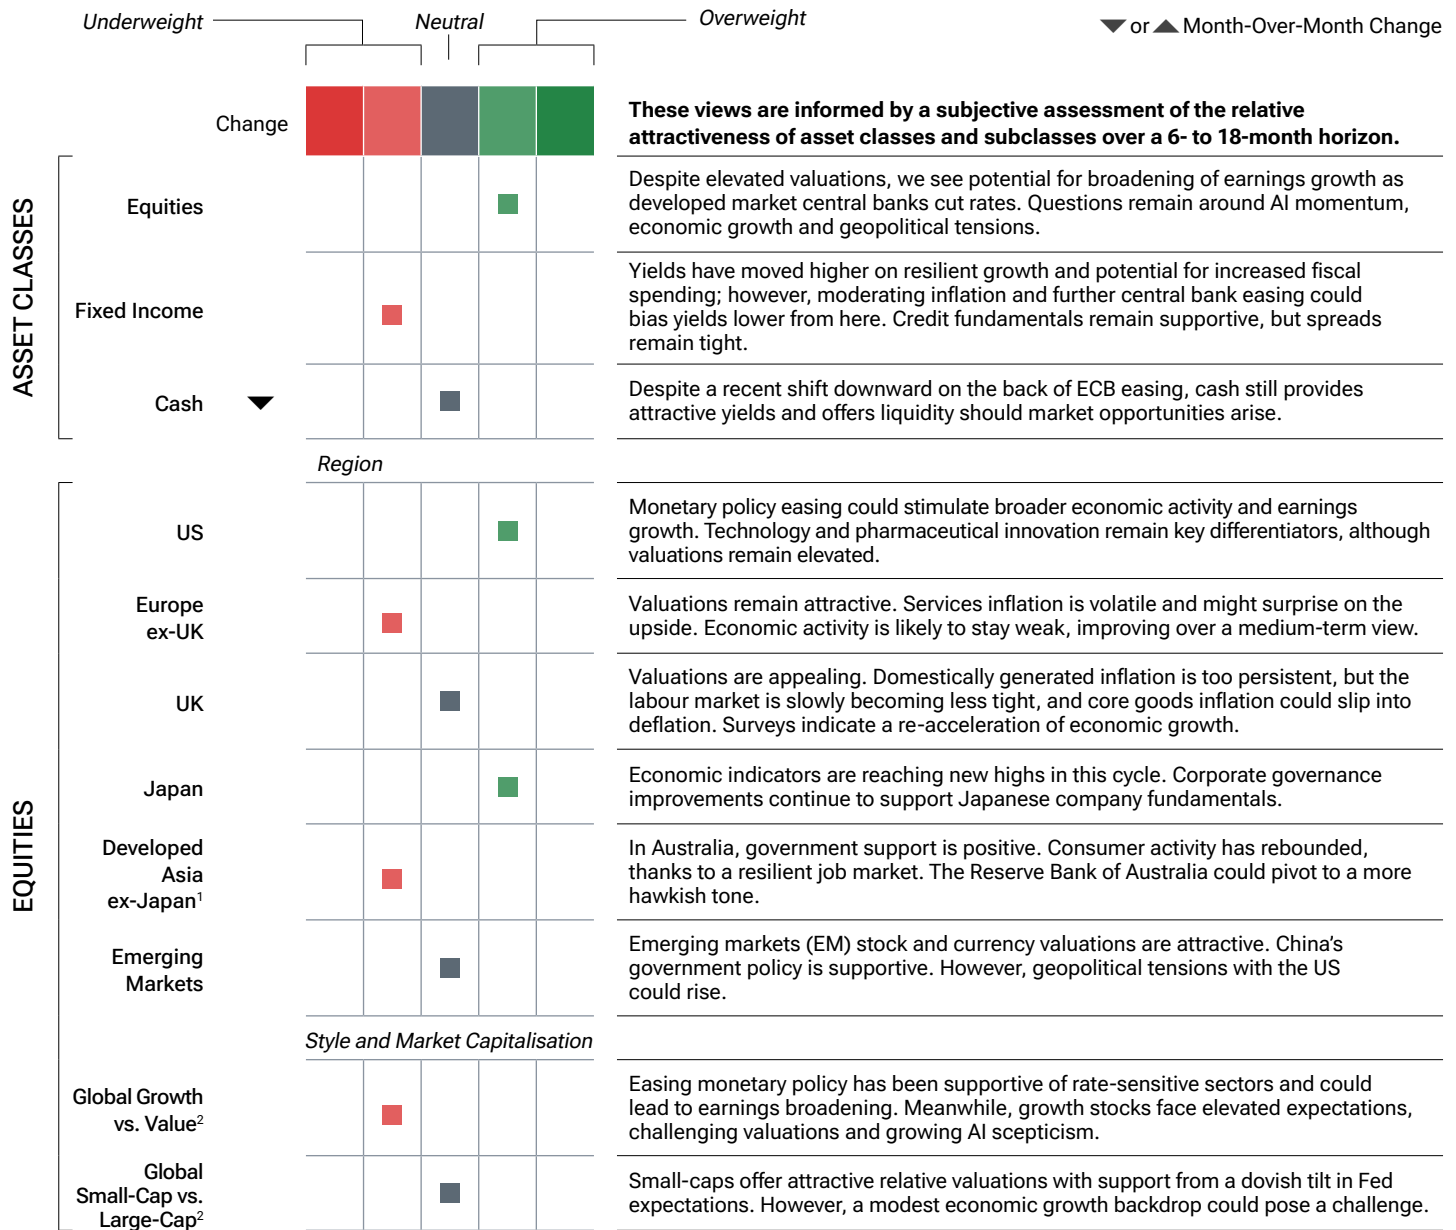 Underweight
Neutral
Overweight
▼ or ▲ Month-Over-Month Change
Change
These views are informed by a subjective assessment of the relative
attractiveness of asset classes and subclasses over a 6- to 18-month horizon.
ASSET CLASSES
Equities
Despite elevated valuations, we see potential for broadening of earnings growth as
developed market central banks cut rates. Questions remain around AI momentum,
economic growth and geopolitical tensions.
Fixed Income
Yields have moved higher on resilient growth and potential for increased fiscal
spending; however, moderating inflation and further central bank easing could
bias yields lower from here. Credit fundamentals remain supportive, but spreads
remain tight.
Cash ▼
Despite a recent shift downward on the back of ECB easing, cash still provides
attractive yields and offers liquidity should market opportunities arise.
Region
EQUITIES
US
Monetary policy easing could stimulate broader economic activity and earnings
growth. Technology and pharmaceutical innovation remain key differentiators, although
valuations remain elevated.
Europe
ex-UK
Valuations remain attractive. Services inflation is volatile and might surprise on the
upside. Economic activity is likely to stay weak, improving over a medium-term view.
UK
Valuations are appealing. Domestically generated inflation is too persistent, but the
labour market is slowly becoming less tight, and core goods inflation could slip into
deflation. Surveys indicate a re-acceleration of economic growth.
Japan
Economic indicators are reaching new highs in this cycle. Corporate governance
improvements continue to support Japanese company fundamentals.
Developed
Asia
ex-Japan¹
In Australia, government support is positive. Consumer activity has rebounded,
thanks to a resilient job market. The Reserve Bank of Australia could pivot to a more
hawkish tone.
Emerging
Markets
Emerging markets (EM) stock and currency valuations are attractive. China's
government policy is supportive. However, geopolitical tensions with the US
could rise.
Style and Market Capitalisation
Global Growth
vs. Value²
Easing monetary policy has been supportive of rate-sensitive sectors and could
lead to earnings broadening. Meanwhile, growth stocks face elevated expectations,
challenging valuations and growing AI scepticism.
Global
Small-Cap vs.
Large-Cap²
Small-caps offer attractive relative valuations with support from a dovish tilt in Fed
expectations. However, a modest economic growth backdrop could pose a challenge.